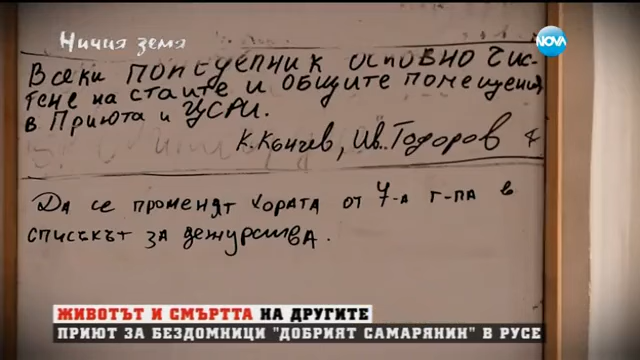 Ничия земя
NOVA
Всеки понеделник основно чис-
тене на стаите и общите помещения
в Приюта и ЦСРИ.
К. Кънчев, Ив. Тодоров
Да се променят хората от 7-а г-па в
списъкът за дежурства.
ЖИВОТЪТ И СМЪРТТА НА ДРУГИТЕ
ПРИЮТ ЗА БЕЗДОМНИЦИ "ДОБРИЯТ САМАРЯНИН" В РУСЕ